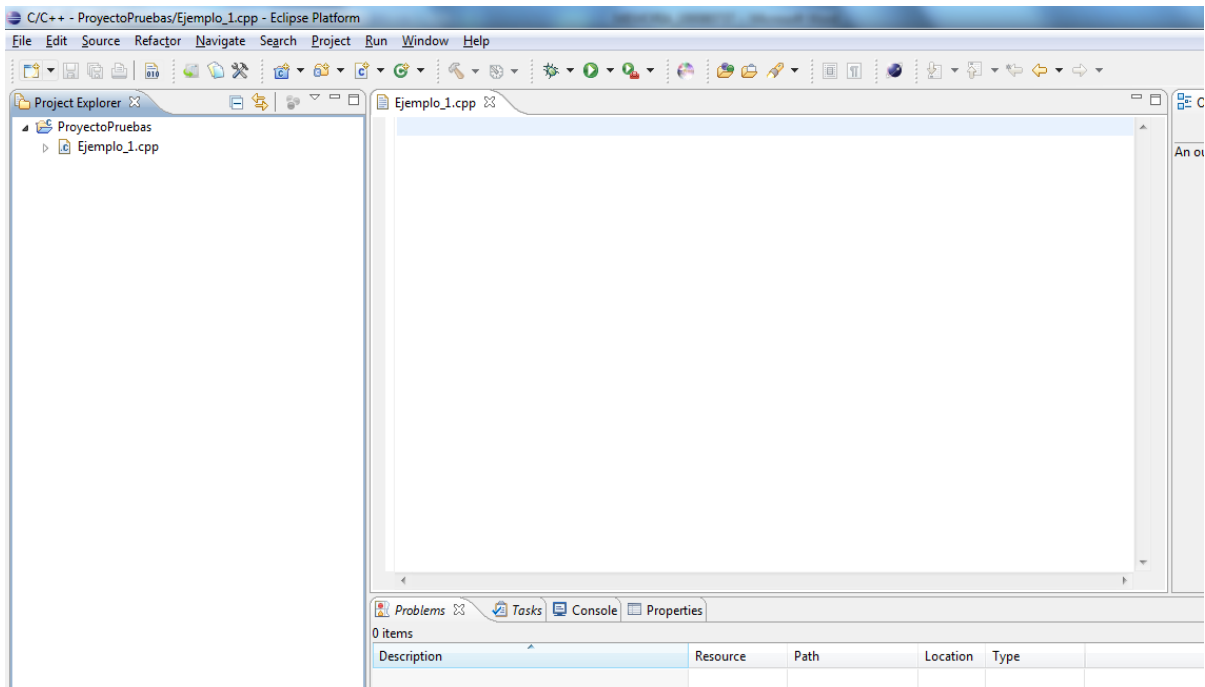 C/C++ - ProyectoPruebas/Ejemplo_1.cpp - Eclipse Platform
File Edit Source Refactor Navigate Search Project Run Window Help
Project Explorer
Ejemplo_1.cpp
ProyectoPruebas
Ejemplo_1.cpp
An ou
Problems Tasks Console Properties
0 items
Description Resource Path Location Type